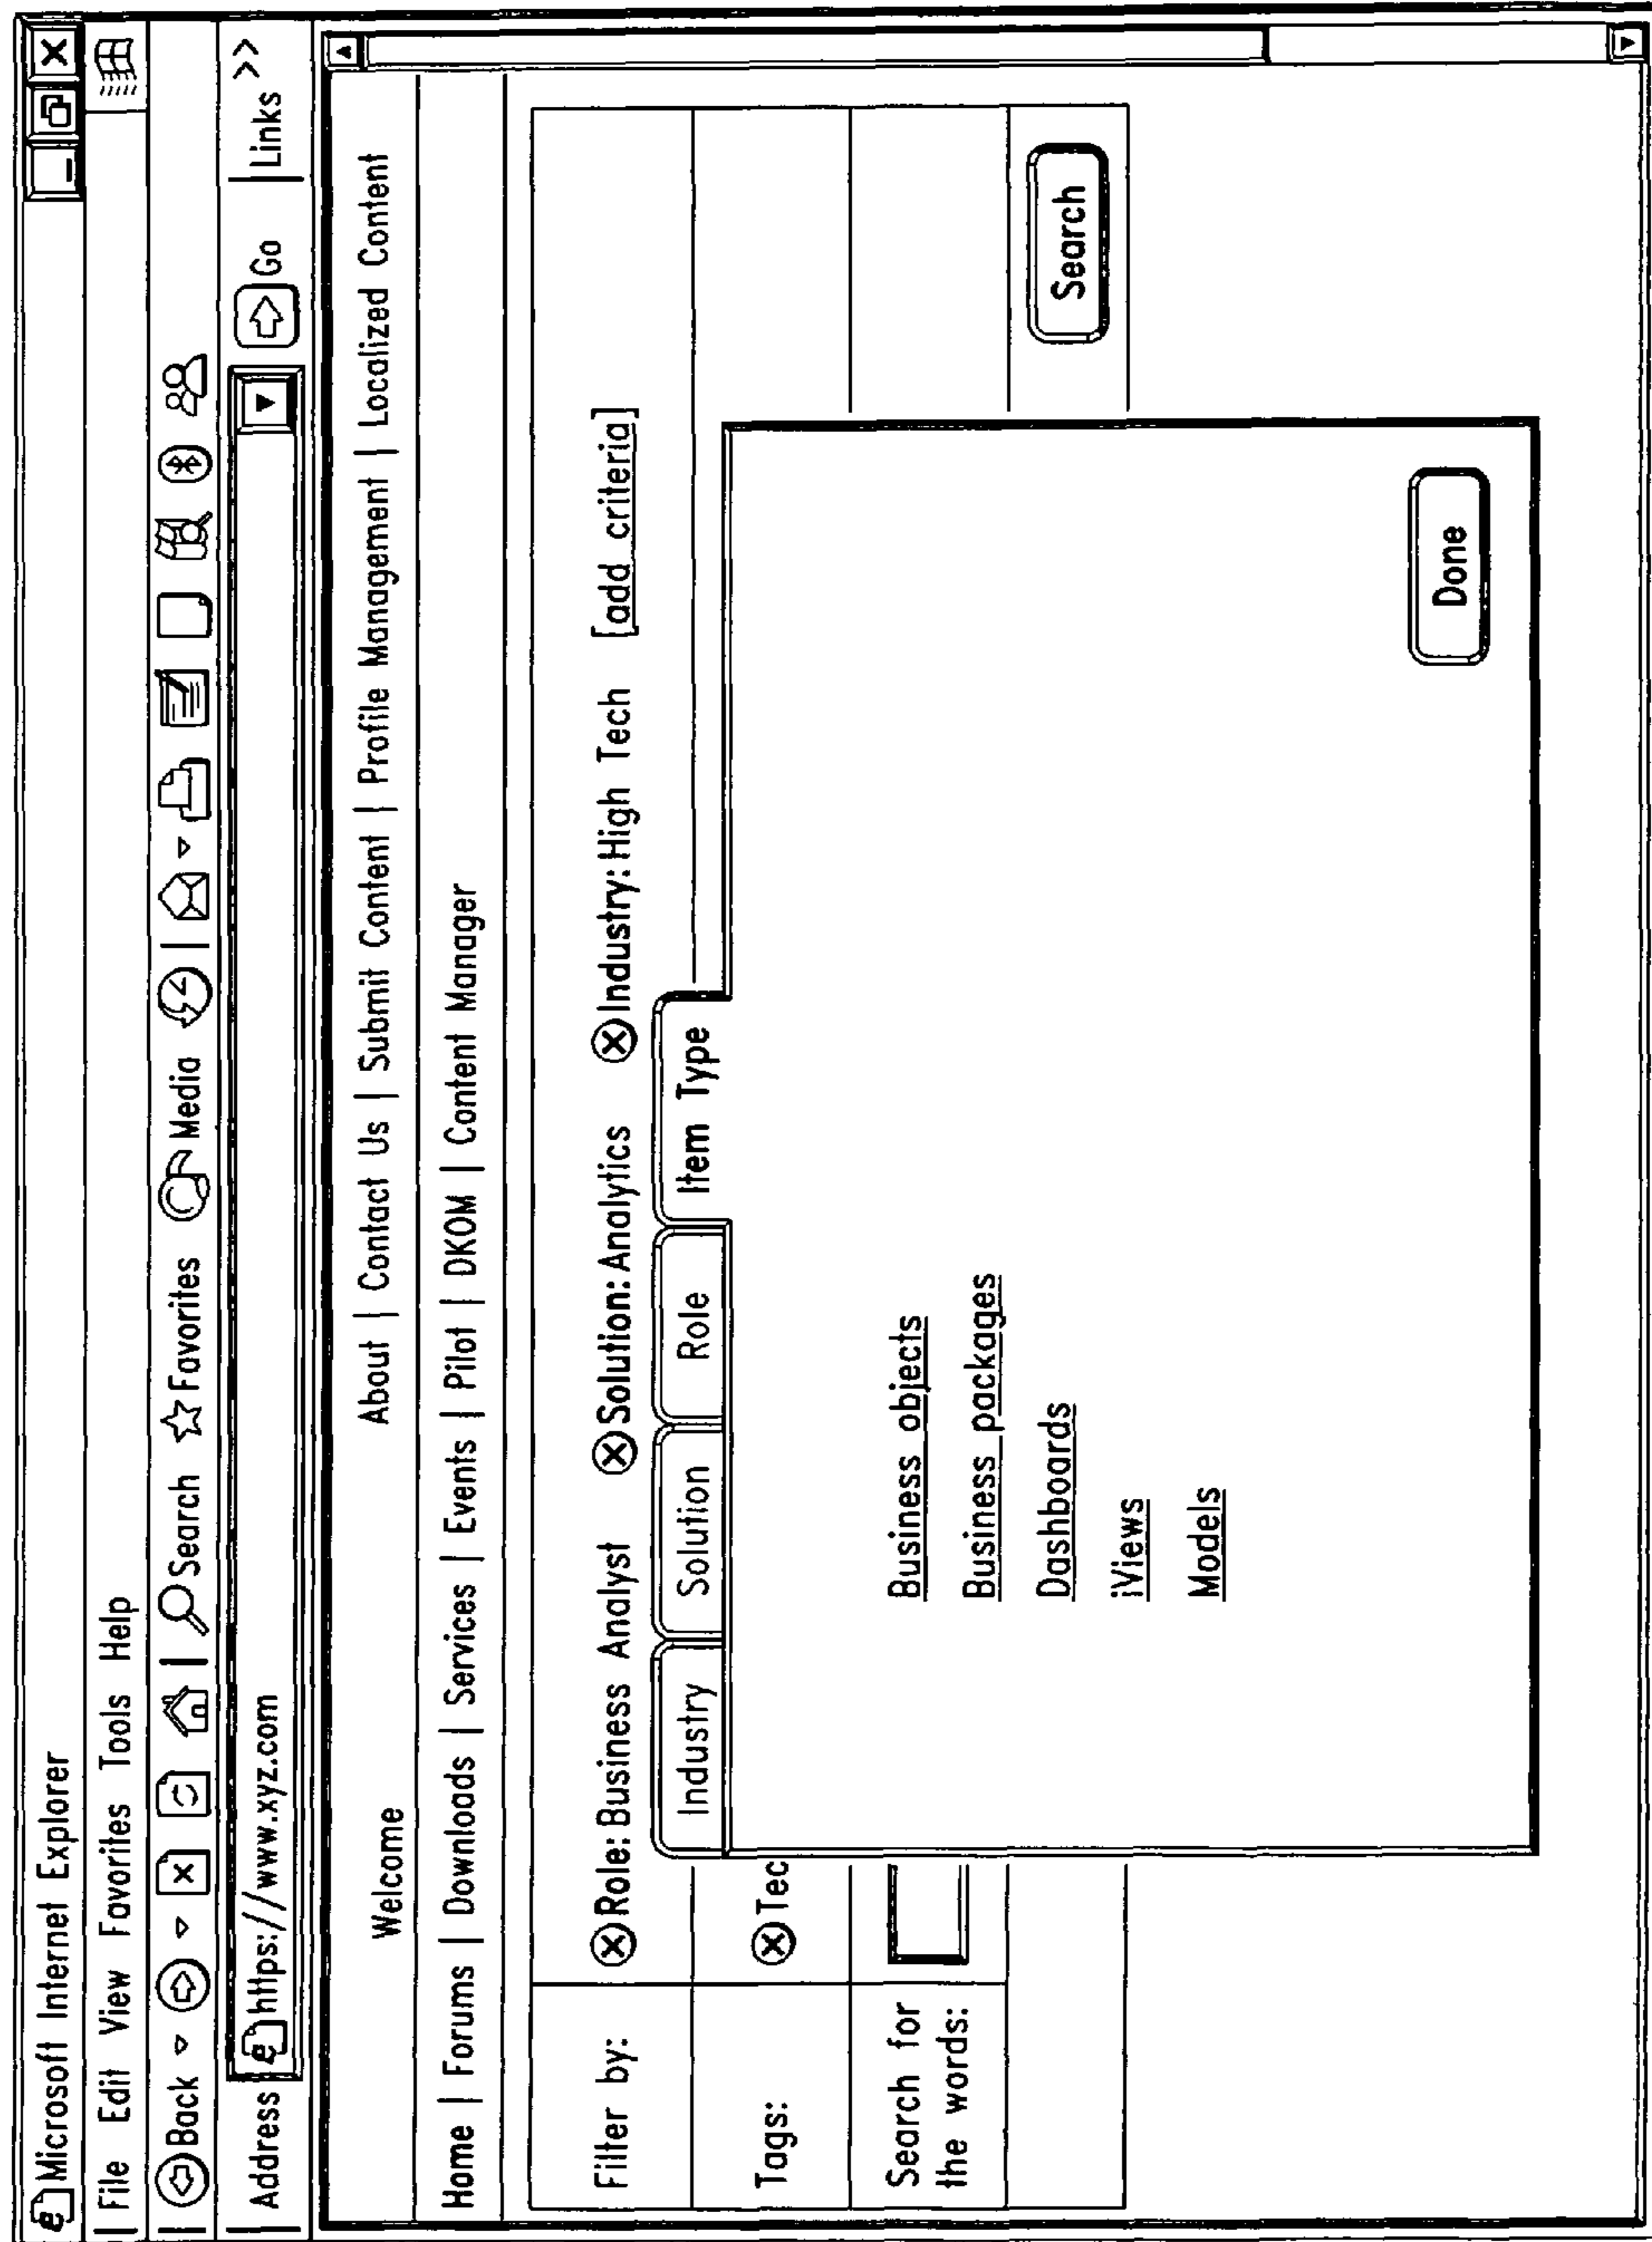 Microsoft Internet Explorer
File Edit View Favorites Tools Help
Back Search Favorites Media
Address https://www.xyz.com Go Links >>
Welcome About | Contact Us | Submit Content | Profile Management | Localized Content
Home | Forums | Downloads | Services | Events | Pilot | DKOM | Content Manager
Filter by: Role: Business Analyst Solution: Analytics Industry: High Tech [add criteria]
Industry Solution Role Item Type
Tags: Tec
Search for
the words:
Business objects
Business packages
Dashboards
iViews
Models
Search
Done